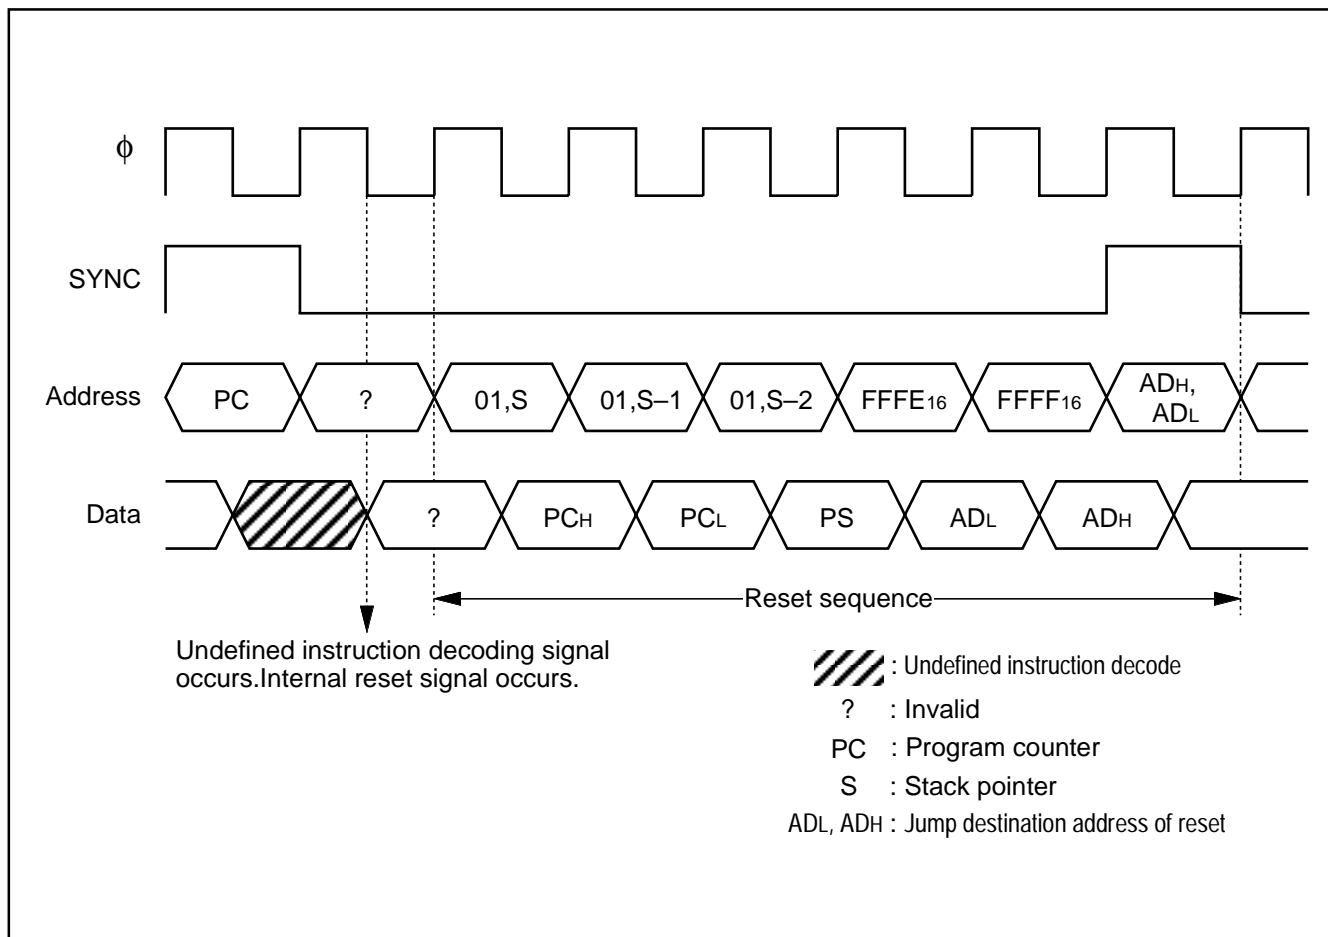 ϕ
SYNC
Address PC ? 01,S 01,S–1 01,S–2 FFFE16 FFFF16 ADH, ADL
Data ? PCH PCL PS ADL ADH
Reset sequence
Undefined instruction decoding signal
occurs.Internal reset signal occurs.
: Undefined instruction decode
? : Invalid
PC : Program counter
S : Stack pointer
ADL, ADH : Jump destination address of reset